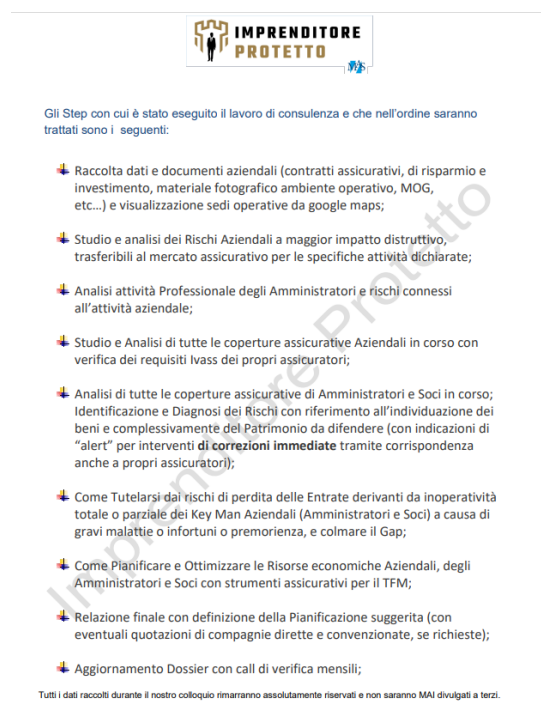 IMPRENDITORE
PROTETTO
Gli Step con cui è stato eseguito il lavoro di consulenza e che nell'ordine saranno
trattati sono i seguenti:
Raccolta dati e documenti aziendali (contratti assicurativi, di risparmio e
investimento, materiale fotografico ambiente operativo, MOG,
etc…) e visualizzazione sedi operative da google maps;
Studio e analisi dei Rischi Aziendali a maggior impatto distruttivo,
trasferibili al mercato assicurativo per le specifiche attività dichiarate;
Analisi attività Professionale degli Amministratori e rischi connessi
all'attività aziendale;
Studio e Analisi di tutte le coperture assicurative Aziendali in corso con
verifica dei requisiti Ivass dei propri assicuratori;
Analisi di tutte le coperture assicurative di Amministratori e Soci in corso;
Identificazione e Diagnosi dei Rischi con riferimento all'individuazione dei
beni e complessivamente del Patrimonio da difendere (con indicazioni di
"alert" per interventi di correzioni immediate tramite corrispondenza
anche a propri assicuratori);
Come Tutelarsi dai rischi di perdita delle Entrate derivanti da inoperatività
totale o parziale dei Key Man Aziendali (Amministratori e Soci) a causa di
gravi malattie o infortuni o premorienza, e colmare il Gap;
Come Pianificare e Ottimizzare le Risorse economiche Aziendali, degli
Amministratori e Soci con strumenti assicurativi per il TFM;
Relazione finale con definizione della Pianificazione suggerita (con
eventuali quotazioni di compagnie dirette e convenzionate, se richieste);
Aggiornamento Dossier con call di verifica mensili;
Tutti i dati raccolti durante il nostro colloquio rimarranno assolutamente riservati e non saranno MAI divulgati a terzi.
Imprenditore Protetto